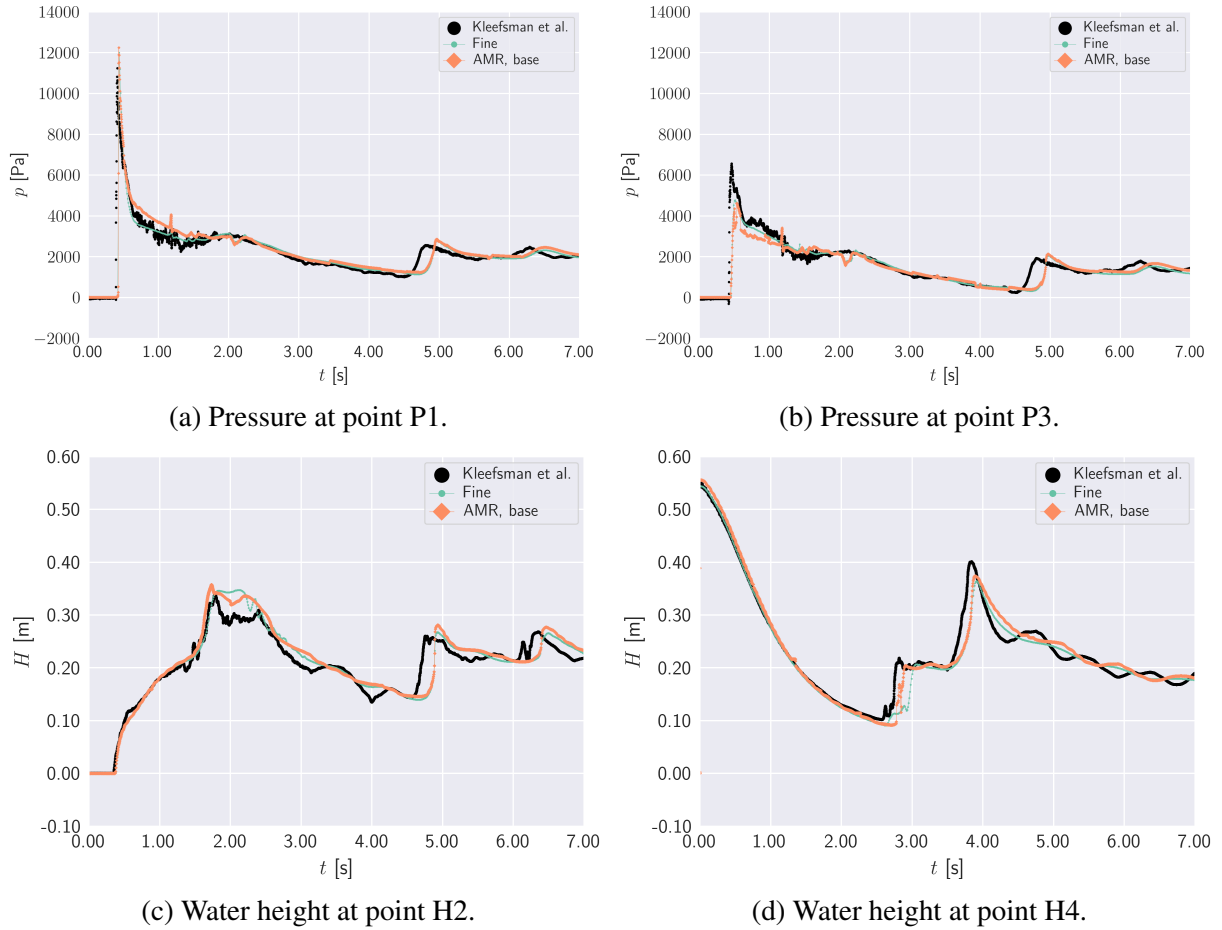 14000
12000
10000
8000
6000
4000
2000
0
−2000
p [Pa]
0.00 1.00 2.00 3.00 4.00 5.00 6.00 7.00
t [s]
Kleefsman et al.
Fine
AMR, base
(a) Pressure at point P1.
14000
12000
10000
8000
6000
4000
2000
0
−2000
p [Pa]
0.00 1.00 2.00 3.00 4.00 5.00 6.00 7.00
t [s]
Kleefsman et al.
Fine
AMR, base
(b) Pressure at point P3.
0.60
0.50
0.40
0.30
0.20
0.10
0.00
-0.10
H [m]
0.00 1.00 2.00 3.00 4.00 5.00 6.00 7.00
t [s]
Kleefsman et al.
Fine
AMR, base
(c) Water height at point H2.
0.60
0.50
0.40
0.30
0.20
0.10
0.00
-0.10
H [m]
0.00 1.00 2.00 3.00 4.00 5.00 6.00 7.00
t [s]
Kleefsman et al.
Fine
AMR, base
(d) Water height at point H4.